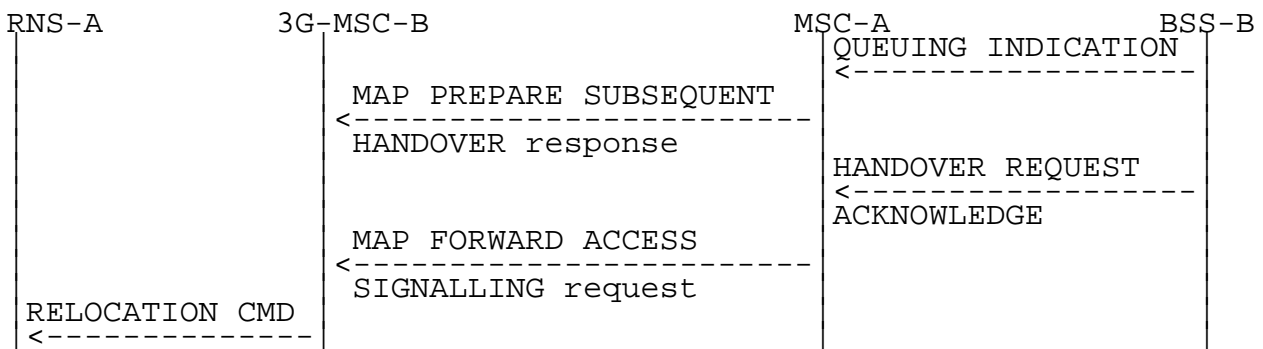 RNS-A 3G-MSC-B MSC-A BSS-B
QUEUING INDICATION
MAP PREPARE SUBSEQUENT
HANDOVER response
HANDOVER REQUEST
ACKNOWLEDGE
MAP FORWARD ACCESS
SIGNALLING request
RELOCATION CMD